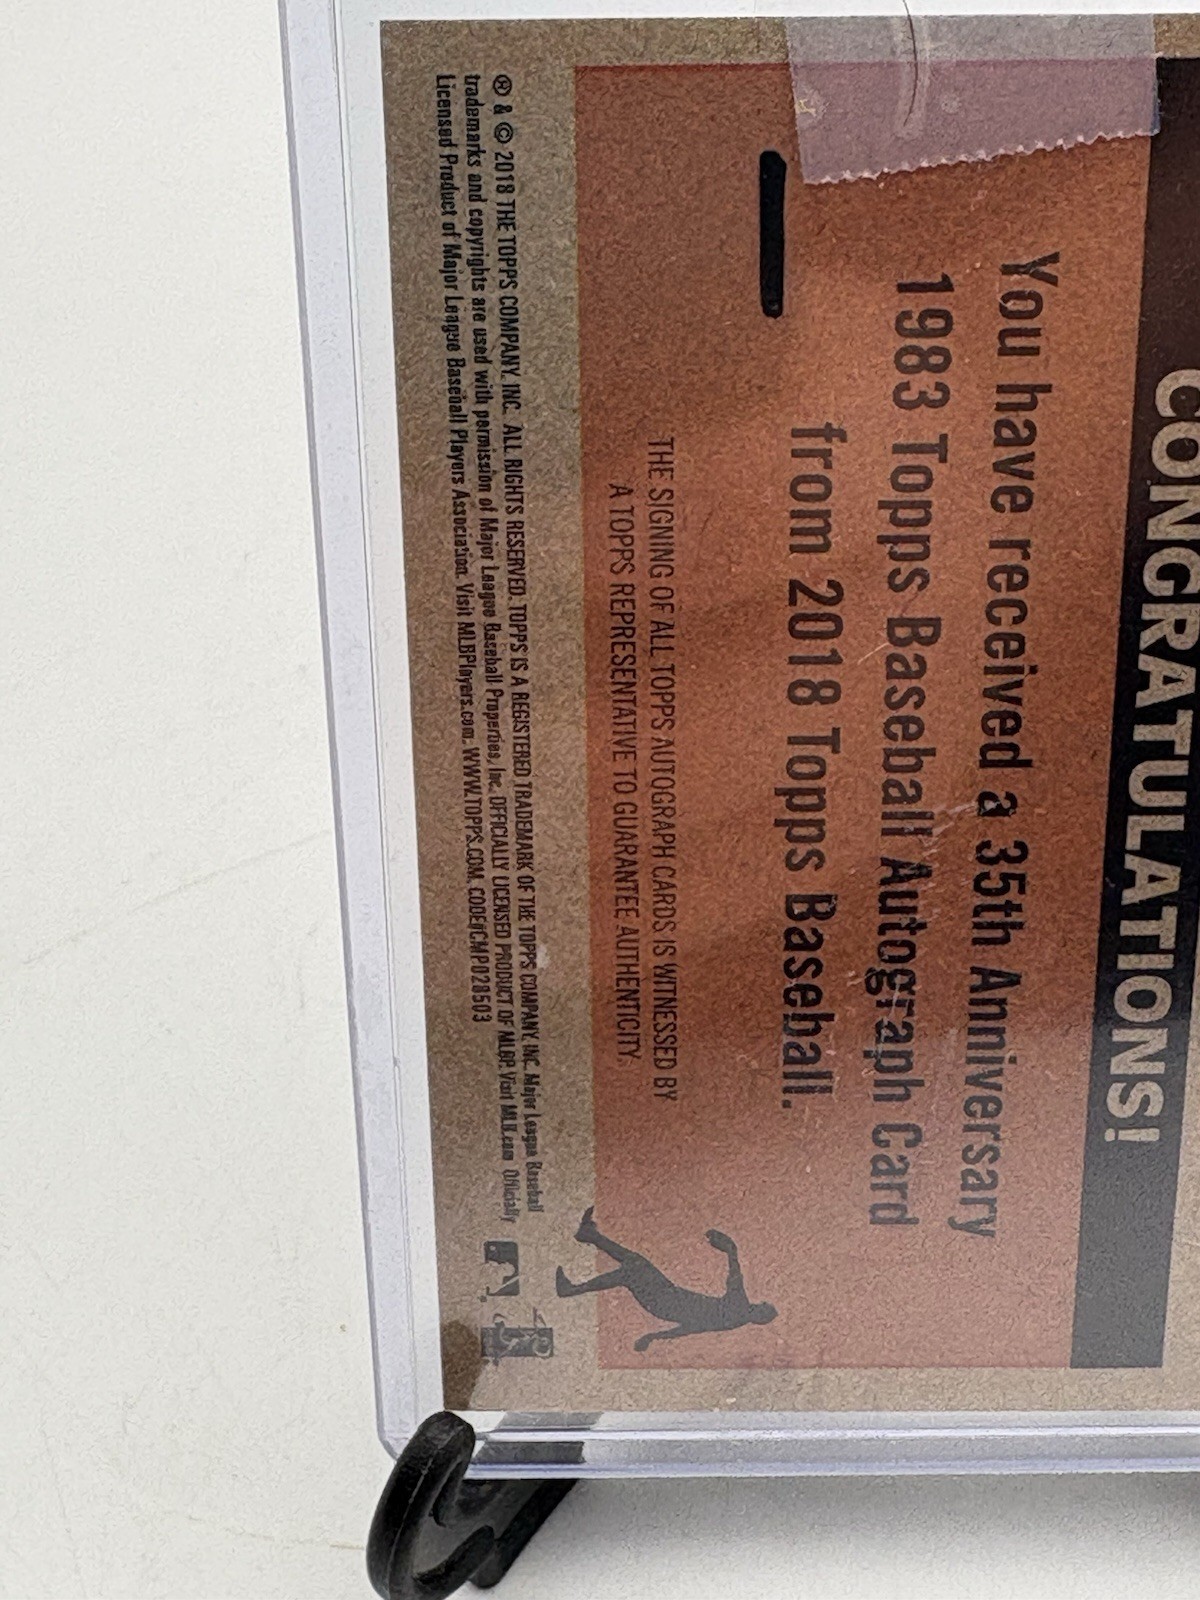 CONGRATULATIONS!
You have received a 35th Anniversary
1983 Topps Baseball Autograph Card
from 2018 Topps Baseball.
THE SIGNING OF ALL TOPPS AUTOGRAPH CARDS IS WITNESSED BY
A TOPPS REPRESENTATIVE TO GUARANTEE AUTHENTICITY.
® & © 2018 THE TOPPS COMPANY, INC. ALL RIGHTS RESERVED. TOPPS IS A REGISTERED TRADEMARK OF THE TOPPS COMPANY, INC. Major League Baseball
trademarks and copyrights are used with permission of Major League Baseball Properties, Inc. OFFICIALLY LICENSED PRODUCT OF MLBP. Visit MLB.com Officially
Licensed Product of Major League Baseball Players Association. Visit MLBPlayers.com. WWW.TOPPS.COM. CODE#CMP028503